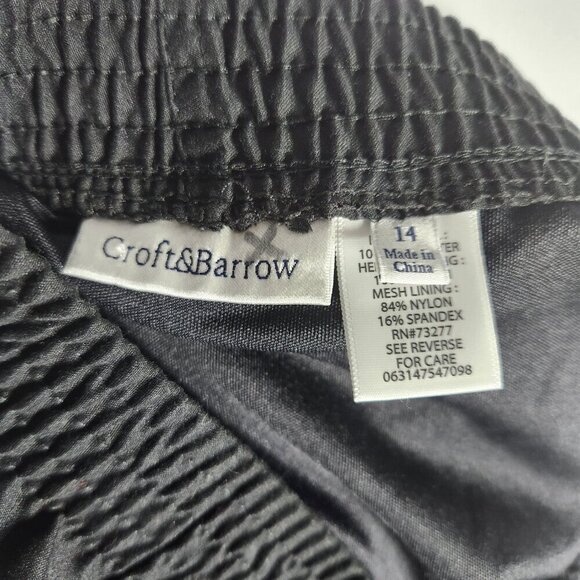 Croft&Barrow
14
Made in
China
MESH LINING :
84% NYLON
16% SPANDEX
RN#73277
SEE REVERSE
FOR CARE
063147547098